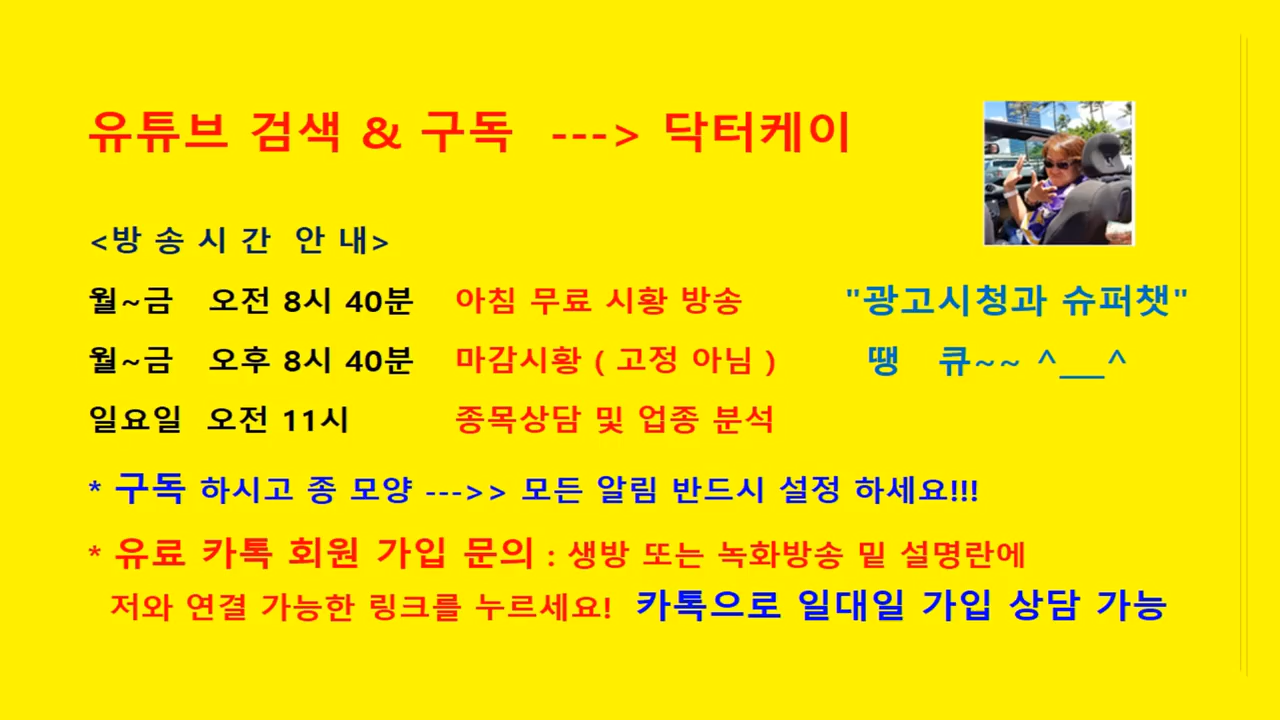 유튜브 검색 & 구독 ---> 닥터케이
<방 송 시 간 안 내>
월~금 오전 8시 40분 아침 무료 시황 방송 "광고시청과 슈퍼챗"
월~금 오후 8시 40분 마감시황 ( 고정 아님 ) 땡 큐~~ ^__^
일요일 오전 11시 종목상담 및 업종 분석
* 구독 하시고 종 모양 --->> 모든 알림 반드시 설정 하세요!!!
* 유료 카톡 회원 가입 문의 : 생방 또는 녹화방송 밑 설명란에
저와 연결 가능한 링크를 누르세요! 카톡으로 일대일 가입 상담 가능